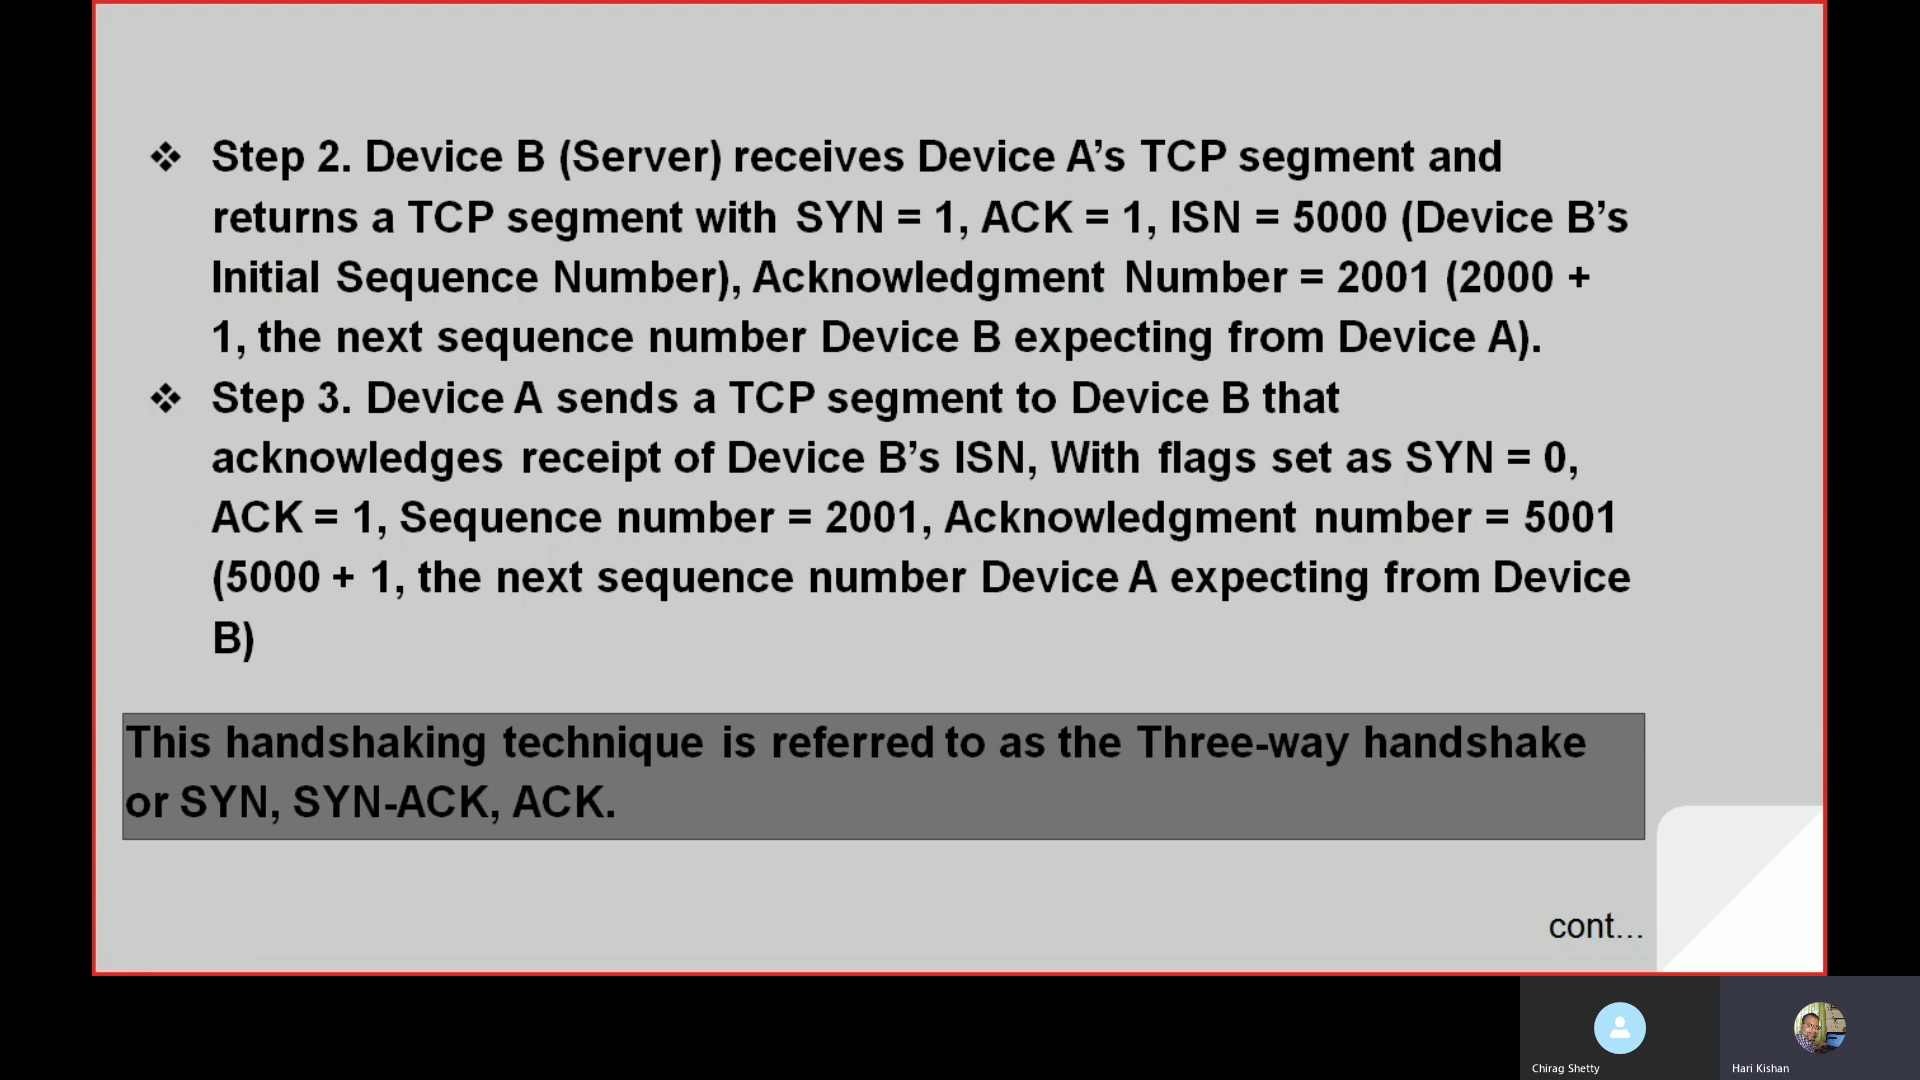 ❖ Step 2. Device B (Server) receives Device A’s TCP segment and
returns a TCP segment with SYN = 1, ACK = 1, ISN = 5000 (Device B’s
Initial Sequence Number), Acknowledgment Number = 2001 (2000 +
1, the next sequence number Device B expecting from Device A).
❖ Step 3. Device A sends a TCP segment to Device B that
acknowledges receipt of Device B’s ISN, With flags set as SYN = 0,
ACK = 1, Sequence number = 2001, Acknowledgment number = 5001
(5000 + 1, the next sequence number Device A expecting from Device
B)
This handshaking technique is referred to as the Three-way handshake
or SYN, SYN-ACK, ACK.
cont...
Chirag Shetty
Hari Kishan